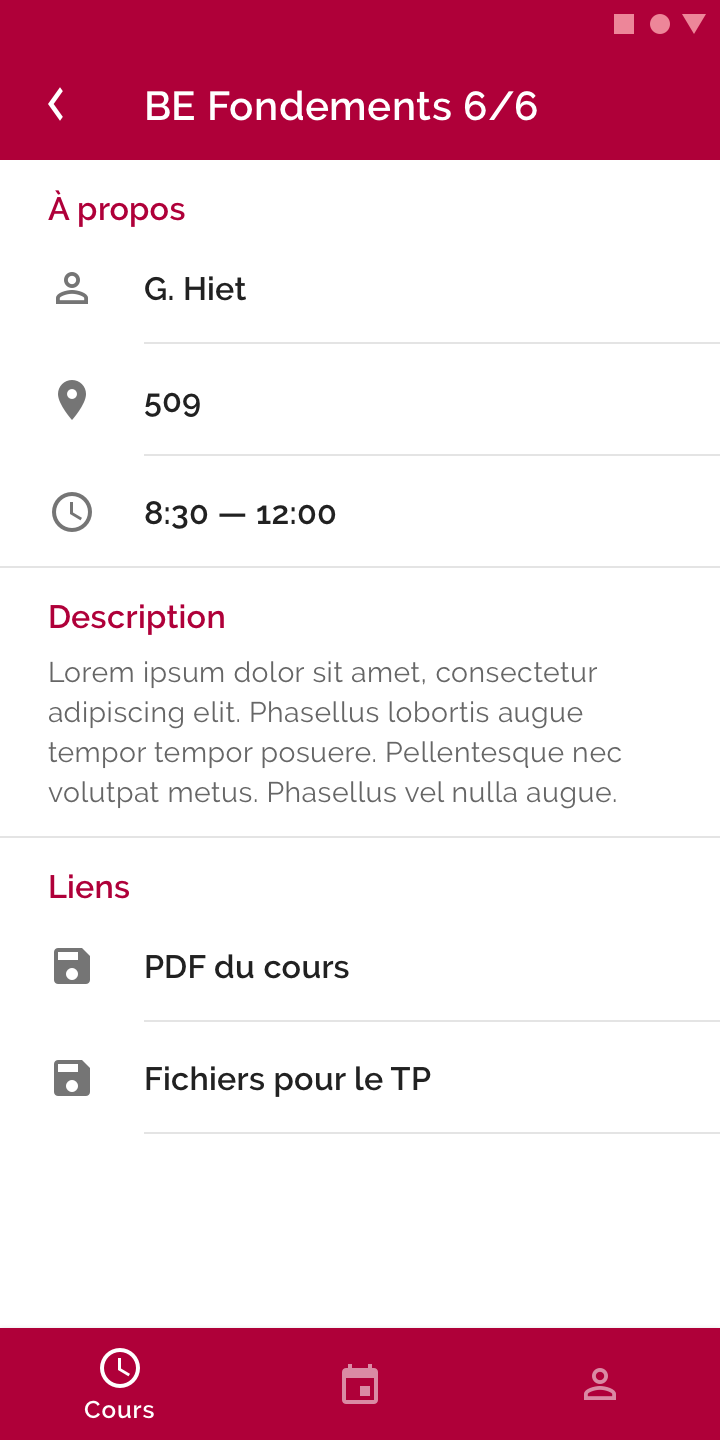 BE Fondements 6/6
À propos
G. Hiet
509
8:30 — 12:00
Description
Lorem ipsum dolor sit amet, consectetur
adipiscing elit. Phasellus lobortis augue
tempor tempor posuere. Pellentesque nec
volutpat metus. Phasellus vel nulla augue.
Liens
PDF du cours
Fichiers pour le TP
Cours